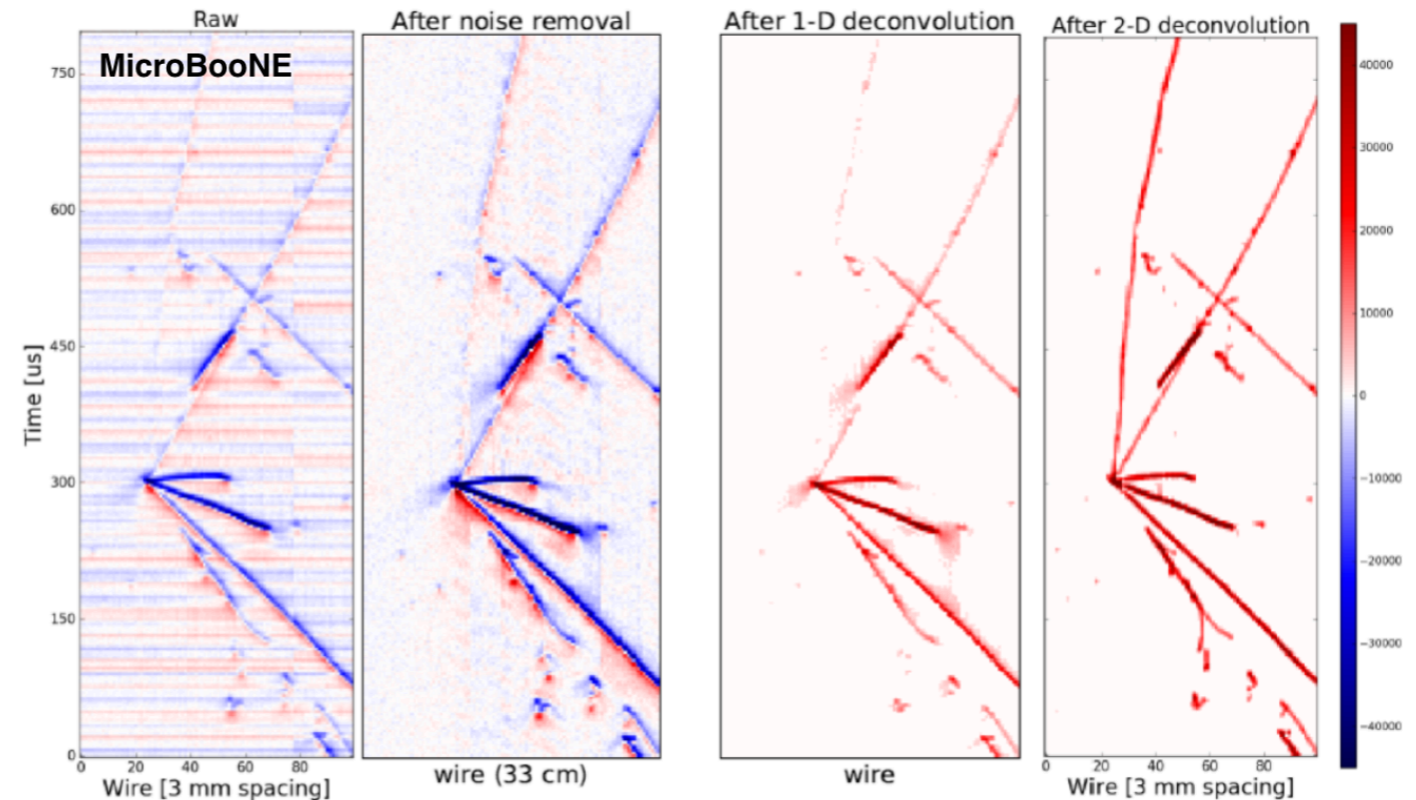 Raw
After noise removal
After 1-D deconvolution
After 2-D deconvolution
MicroBooNE
750
600
450
300
150
0
Time [us]
0 20 40 60 80
Wire [3 mm spacing]
wire (33 cm)
wire
0 20 40 60 80
Wire [3 mm spacing]
40000
30000
20000
10000
0
-10000
-20000
-30000
-40000